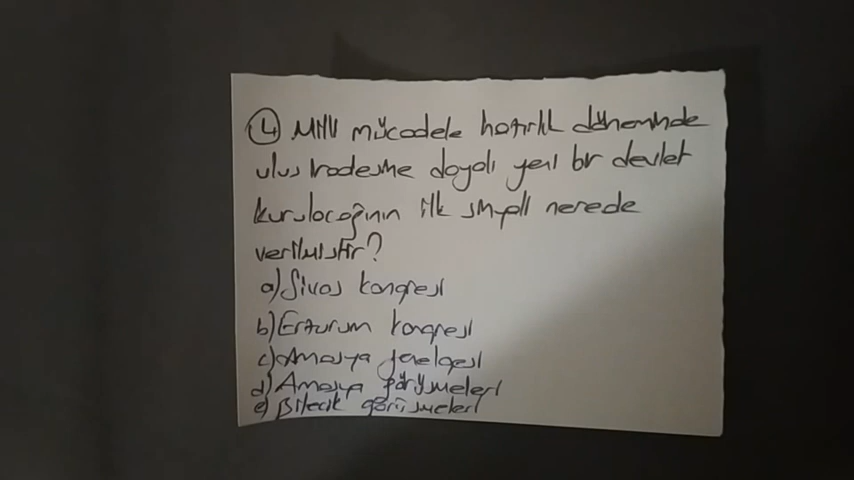 4 Milli mücadele hazırlık döneminde
ulus iradesine dayalı yeni bir devlet
kurulacağının ilk sinyali nerede
verilmiştir?
a) Sivas kongresi
b) Erzurum kongresi
c) Amasya genelgesi
d) Amasya görüşmeleri
e) Bilecik görüşmeleri